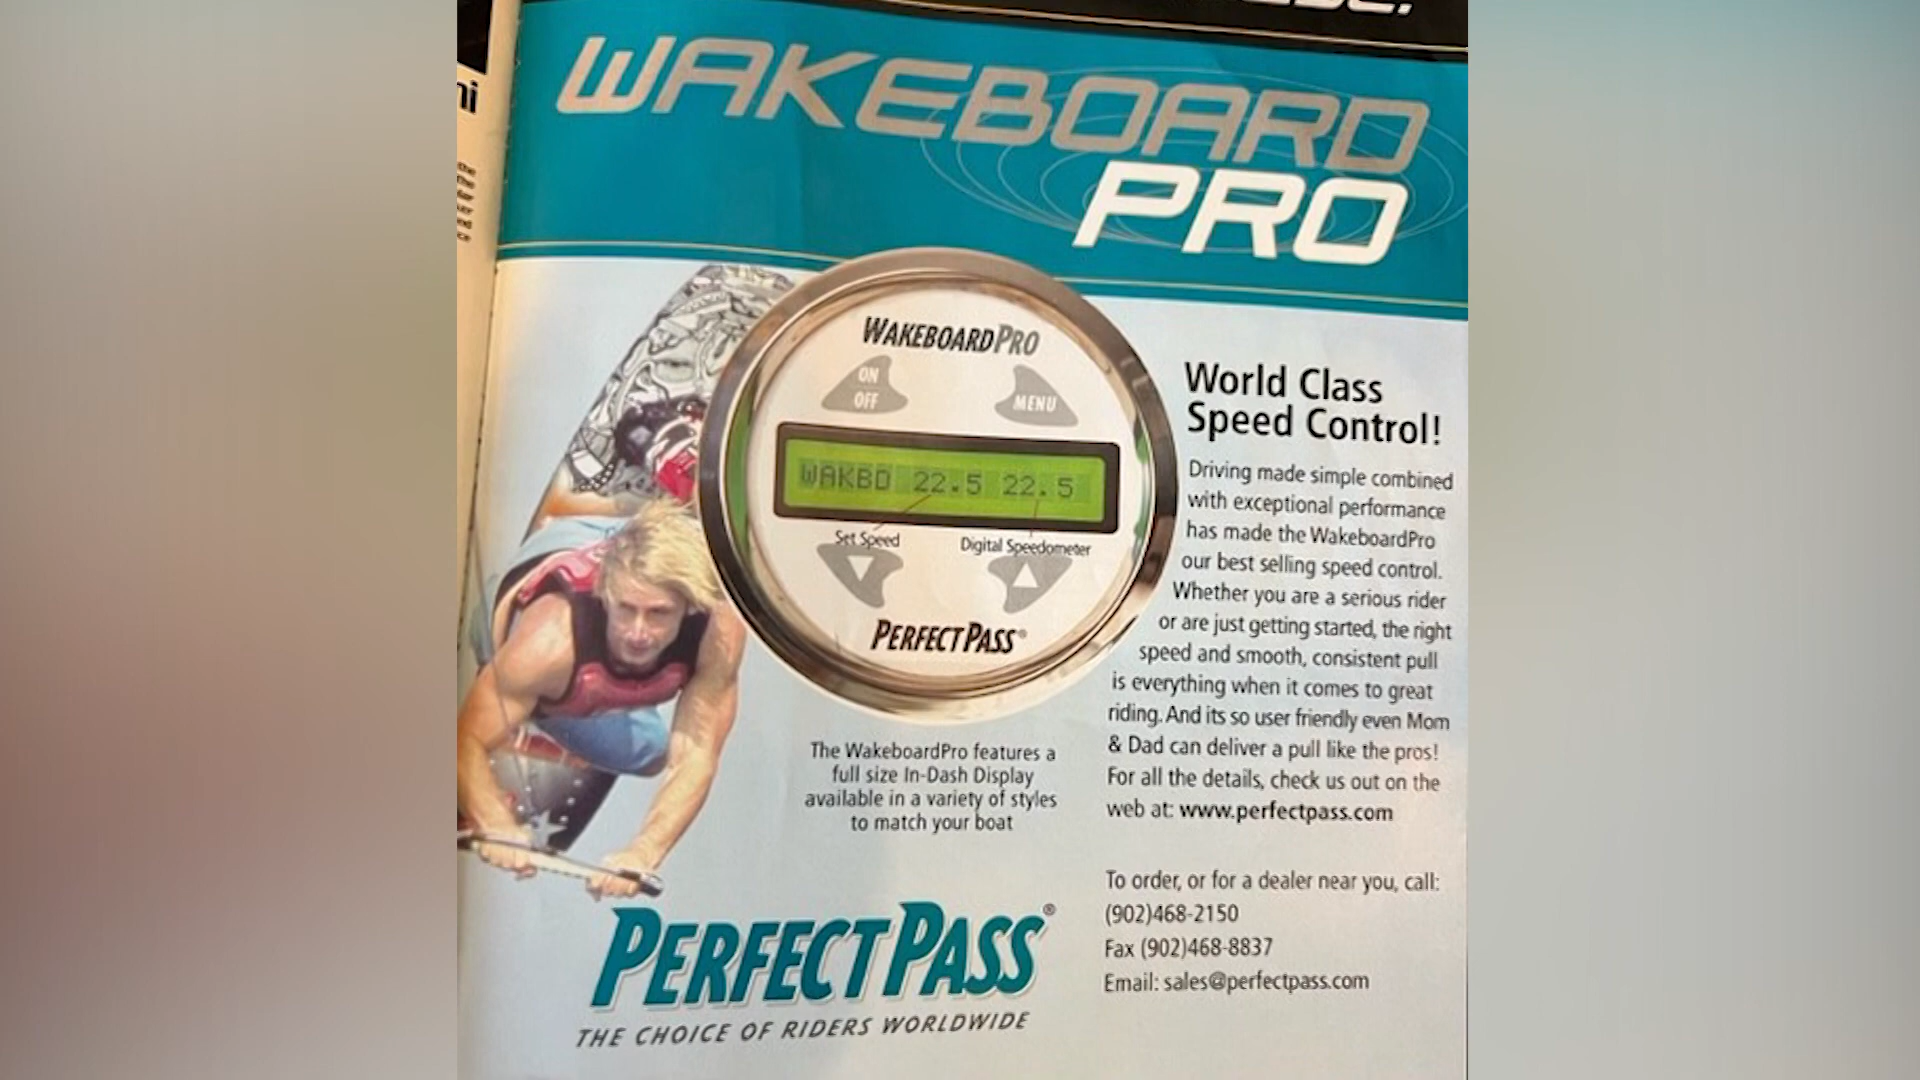 WAKEBOARD
PRO
WAKEBOARDPRO
ON
OFF
MENU
WAKBD 22.5 22.5
Set Speed
Digital Speedometer
PERFECTPASS®
World Class
Speed Control!
Driving made simple combined
with exceptional performance
has made the WakeboardPro
our best selling speed control.
Whether you are a serious rider
or are just getting started, the right
speed and smooth, consistent pull
is everything when it comes to great
riding. And its so user friendly even Mom
& Dad can deliver a pull like the pros!
For all the details, check us out on the
web at: www.perfectpass.com
The WakeboardPro features a
full size In-Dash Display
available in a variety of styles
to match your boat
To order, or for a dealer near you, call:
(902)468-2150
Fax (902)468-8837
Email: sales@perfectpass.com
PERFECTPASS®
THE CHOICE OF RIDERS WORLDWIDE